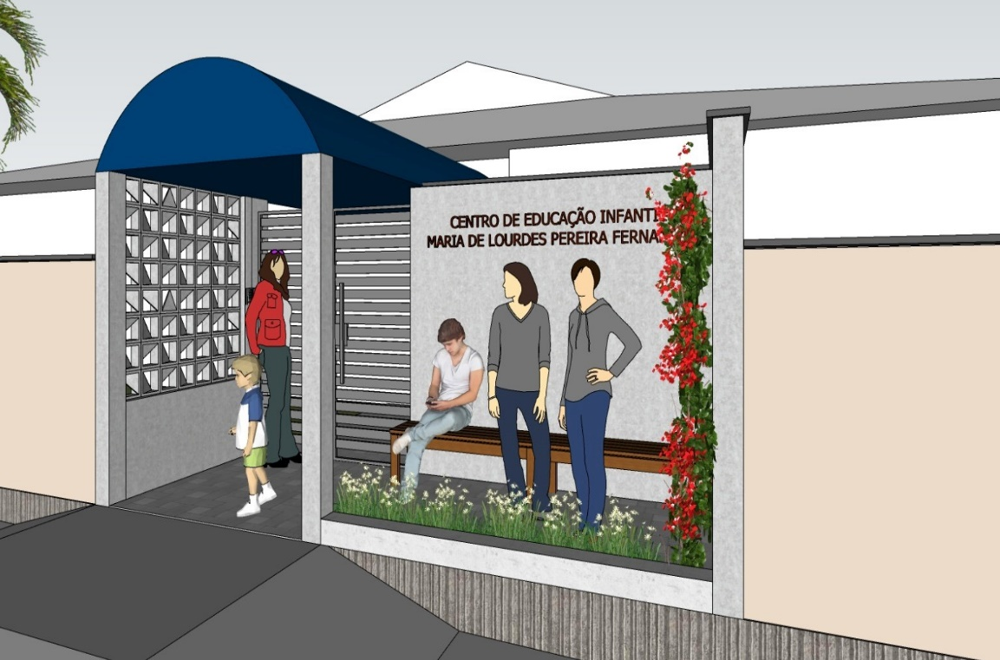 CENTRO DE EDUCAÇÃO INFANTI
MARIA DE LOURDES PEREIRA FERNA